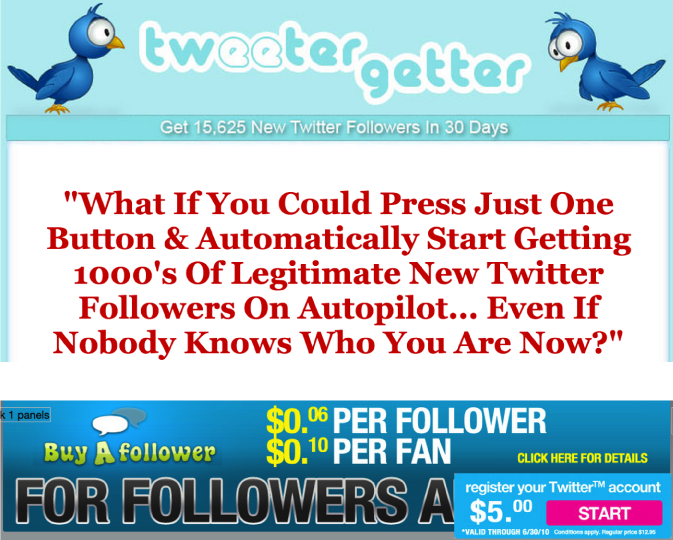 tweeter
getter
Get 15,625 New Twitter Followers In 30 Days
"What If You Could Press Just One
Button & Automatically Start Getting
1000's Of Legitimate New Twitter
Followers On Autopilot... Even If
Nobody Knows Who You Are Now?"
k 1 panels
Buy A follower
$0.06 PER FOLLOWER
$0.10 PER FAN
CLICK HERE FOR DETAILS
FOR FOLLOWERS A
register your Twitter™ account
$5.00
START
*VALID THROUGH 6/30/10 Conditions apply. Regular price $12.95